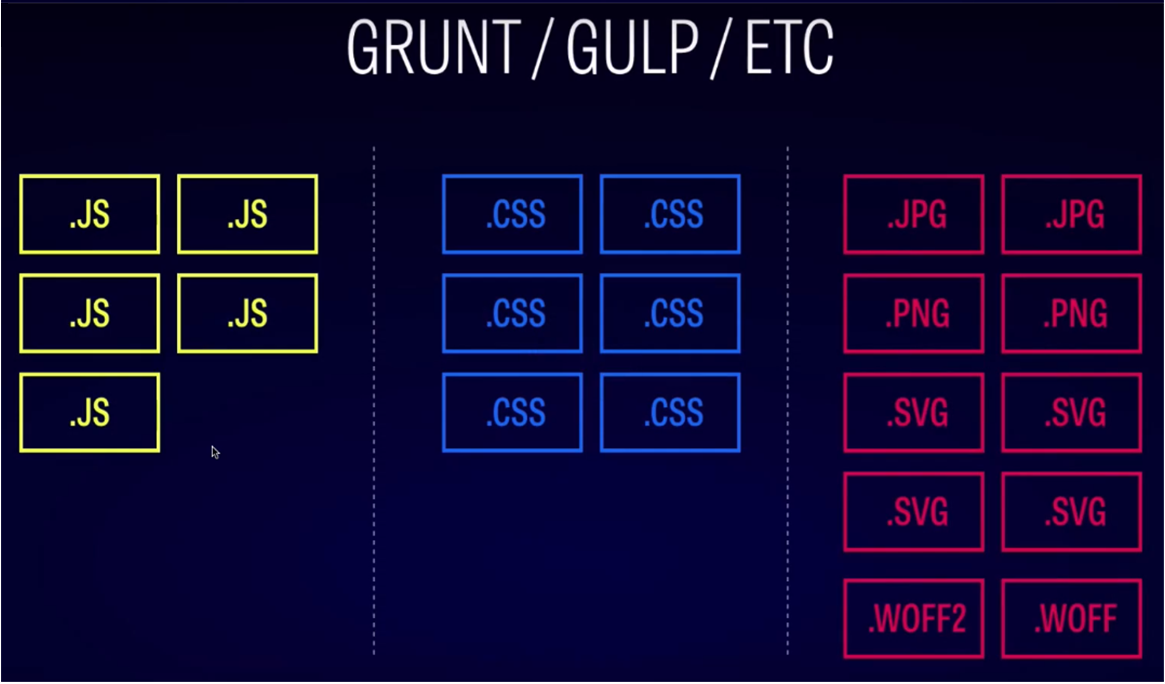 GRUNT / GULP / ETC
.JS .JS
.JS .JS
.JS
.CSS .CSS
.CSS .CSS
.CSS .CSS
.JPG .JPG
.PNG .PNG
.SVG .SVG
.SVG .SVG
.WOFF2 .WOFF